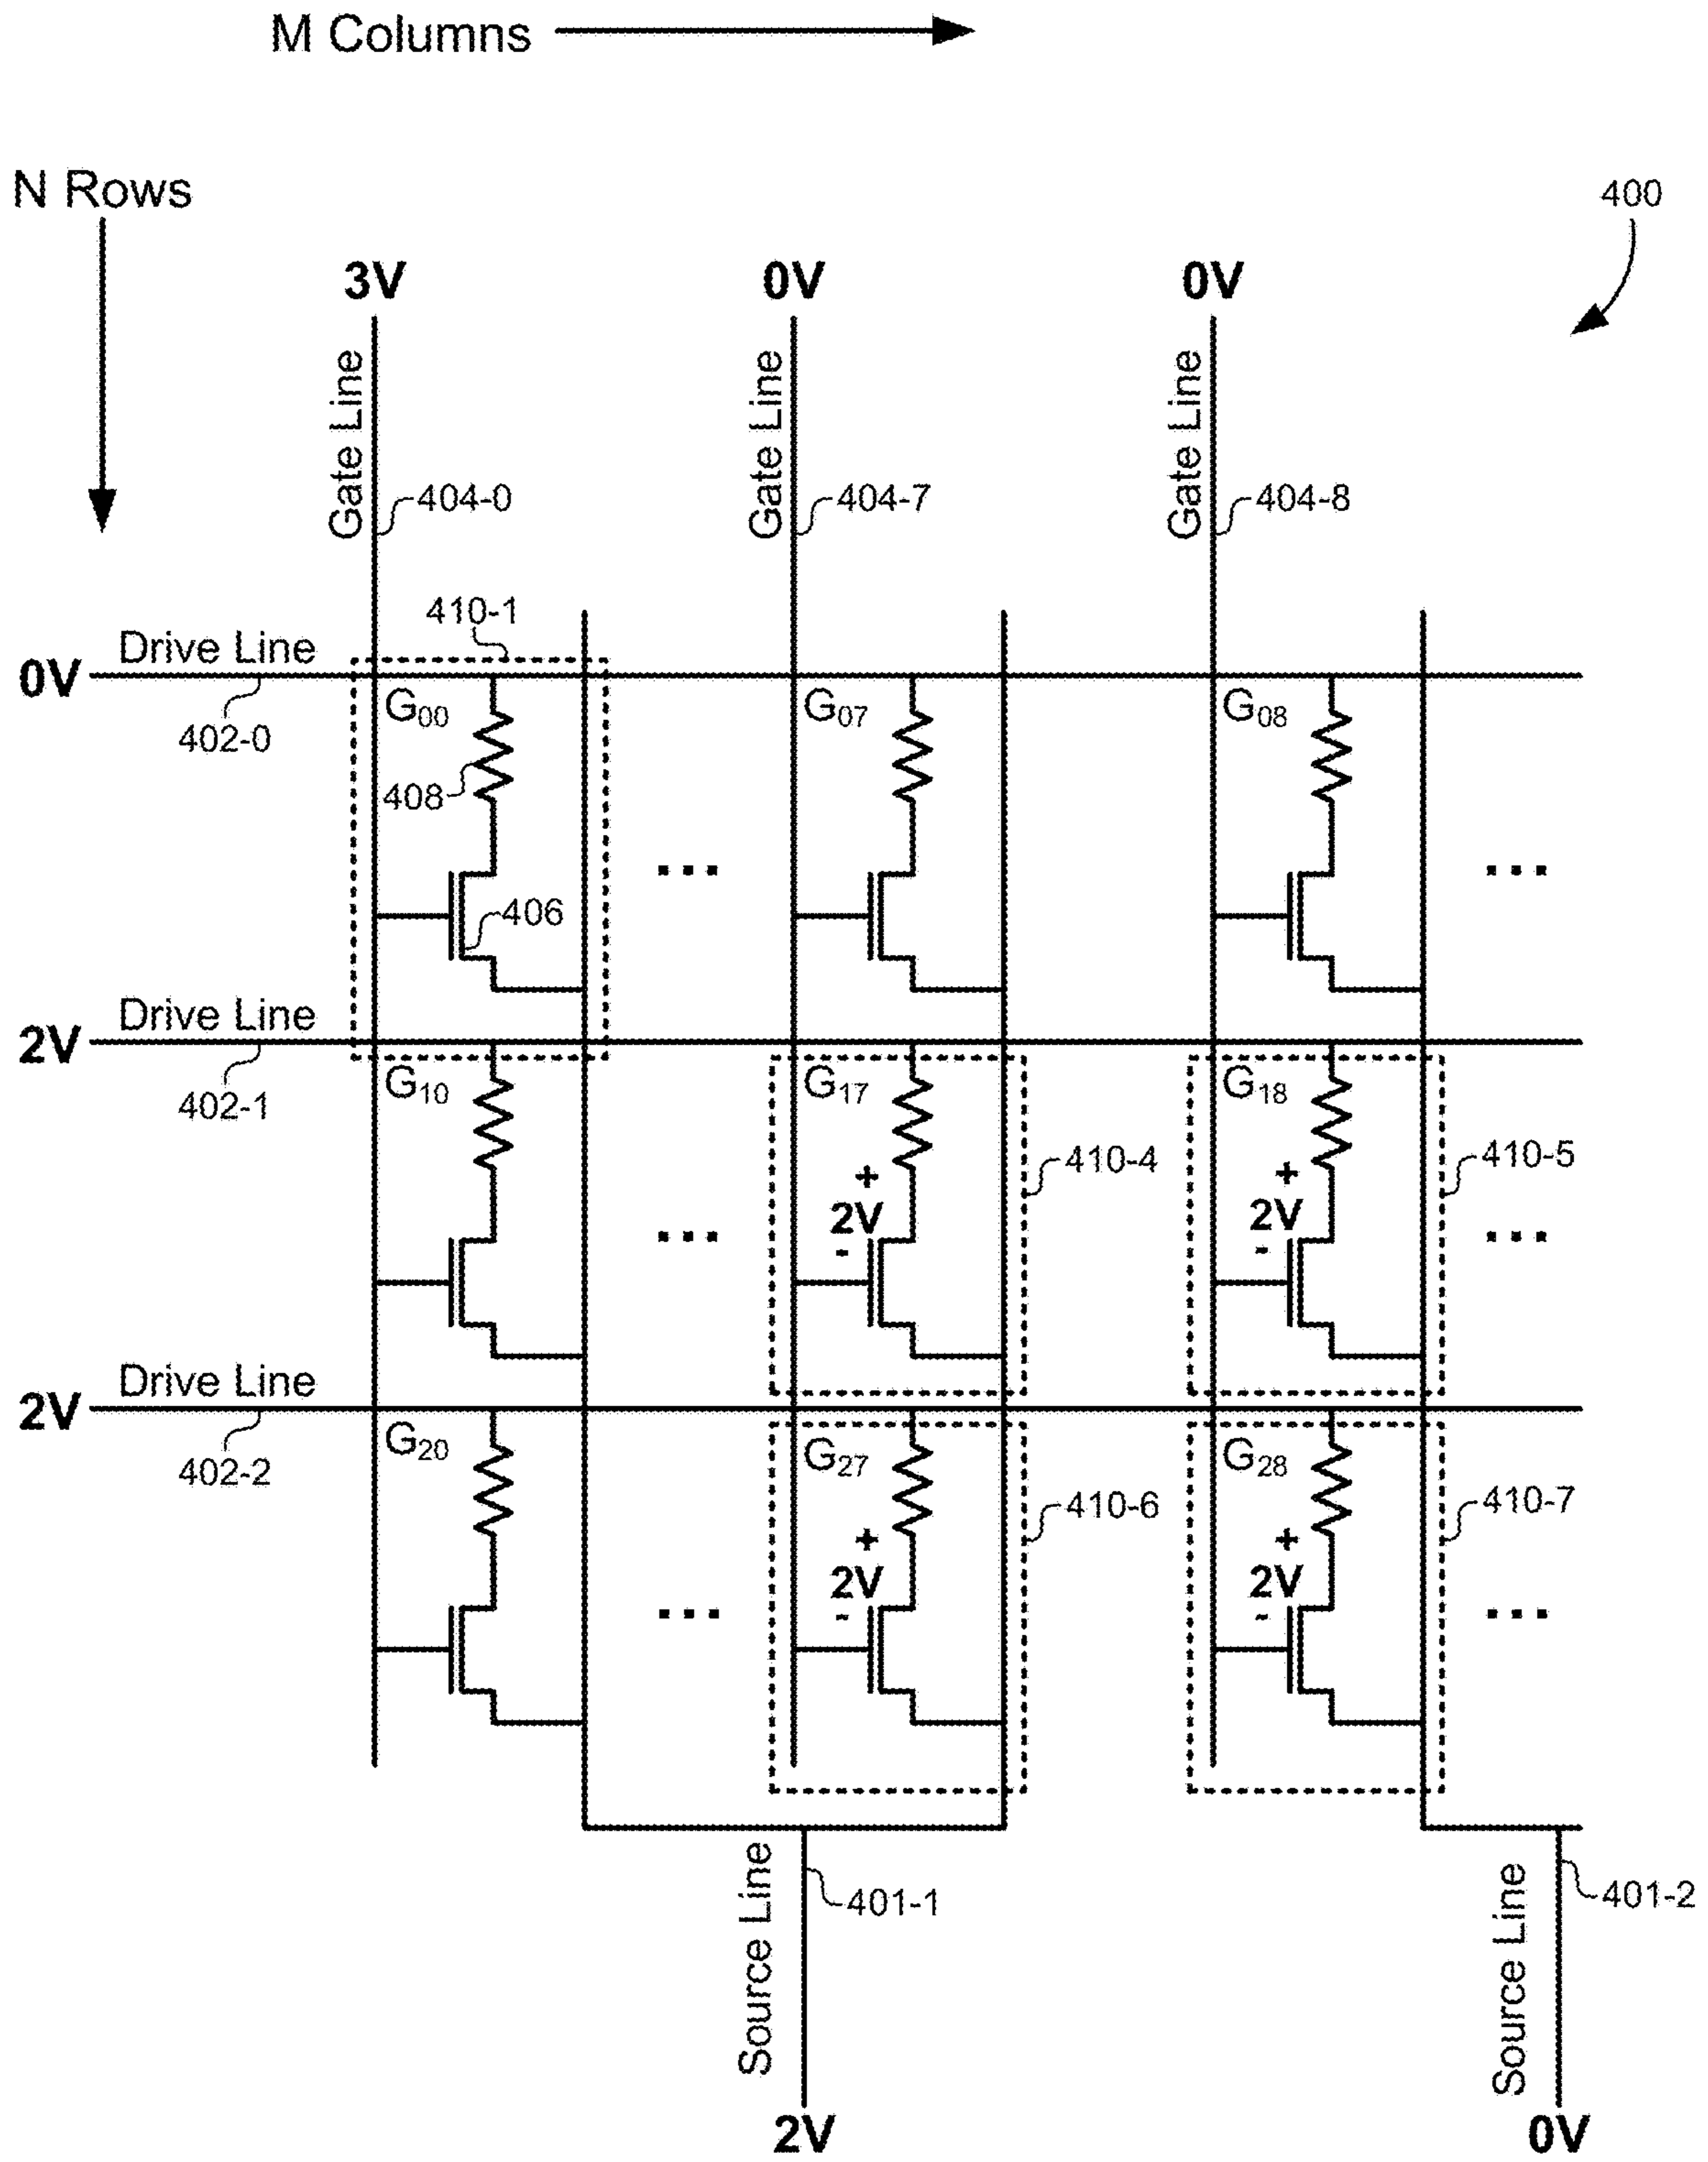 M Columns
N Rows
400
3V
0V
0V
Gate Line
Gate Line
Gate Line
404-0
404-7
404-8
410-1
Drive Line
0V
402-0
G00
G07
G08
408
406
...
...
Drive Line
2V
402-1
G10
G17
G18
410-4
410-5
+
2V
-
+
2V
-
...
...
Drive Line
2V
402-2
G20
G27
G28
410-6
410-7
+
2V
-
+
2V
-
...
...
Source Line
401-1
Source Line
401-2
2V
0V